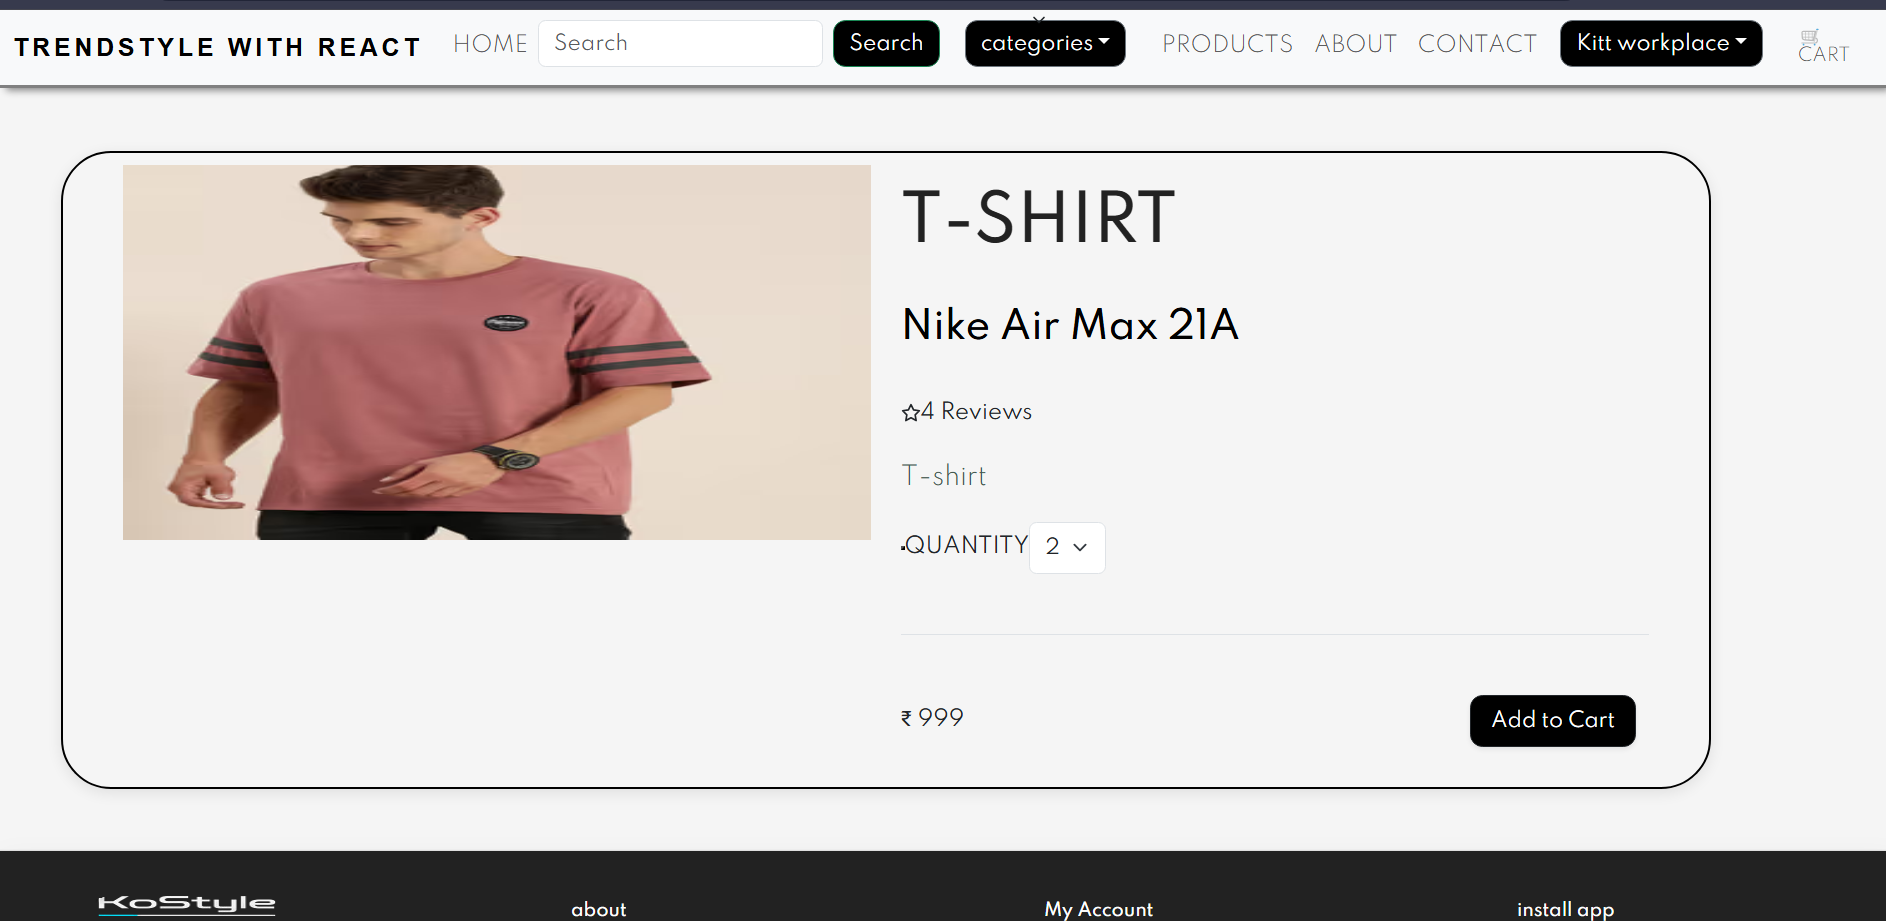 TRENDSTYLE WITH REACT HOME Search Search categories PRODUCTS ABOUT CONTACT Kitt workplace CART
T-SHIRT
Nike Air Max 21A
4 Reviews
T-shirt
QUANTITY 2
₹ 999 Add to Cart
KoStyle about My Account install app